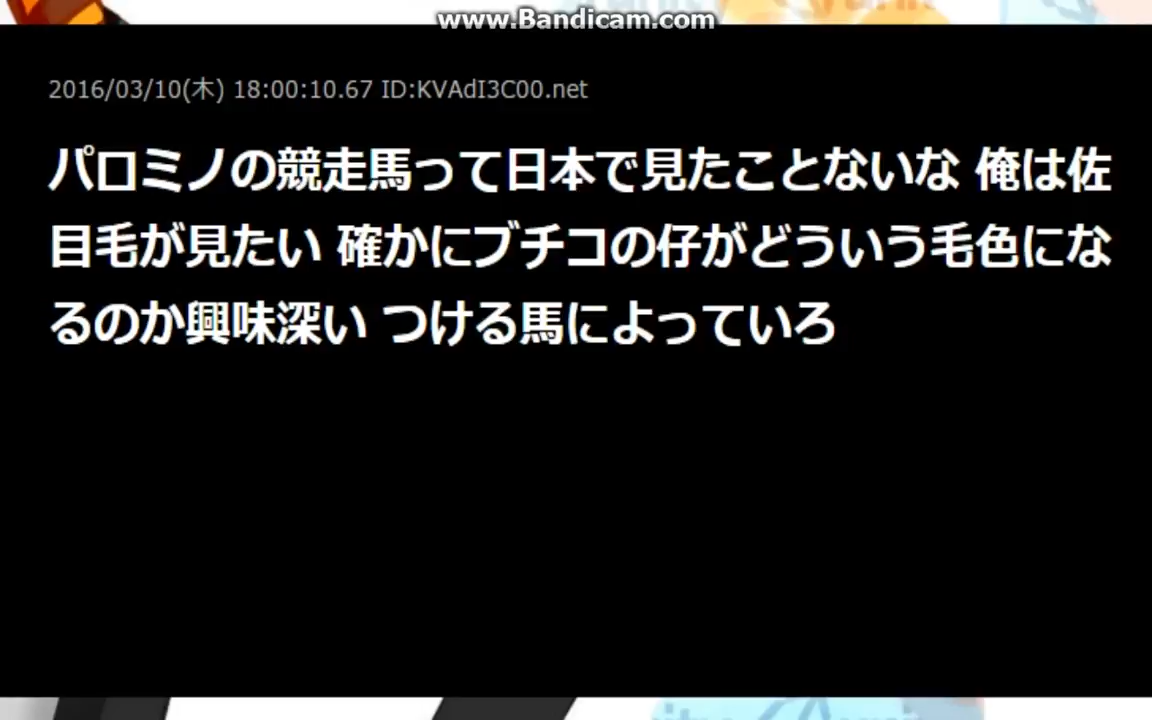 www.Bandicam.com
2016/03/10(木) 18:00:10.67 ID:KVAdI3C00.net
パロミノの競走馬って日本で見たことないな 俺は佐
目毛が見たい 確かにブチコの仔がどういう毛色にな
るのか興味深い つける馬によっていろ